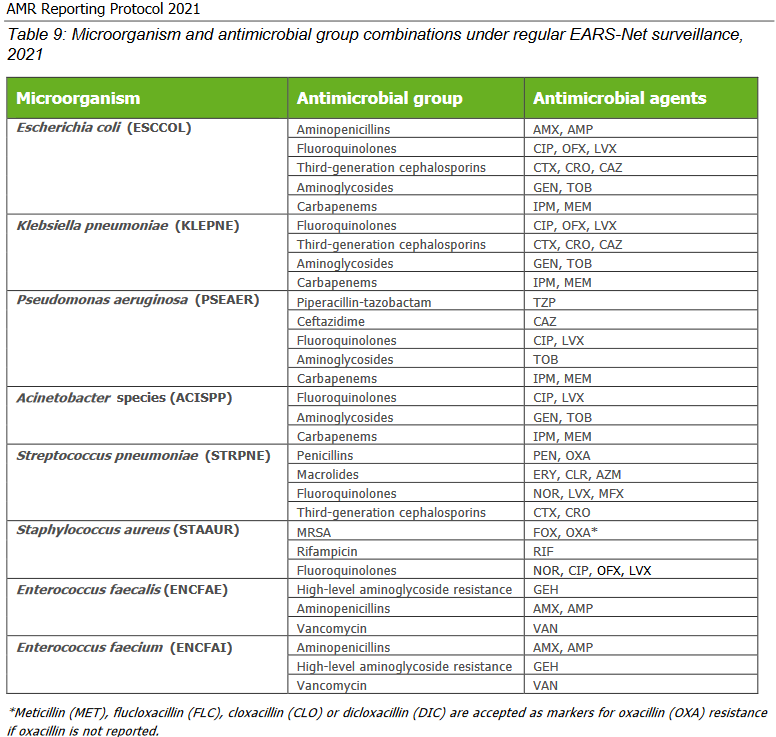 AMR Reporting Protocol 2021
Table 9: Microorganism and antimicrobial group combinations under regular EARS-Net surveillance,
2021
Microorganism Antimicrobial group Antimicrobial agents
Escherichia coli (ESCCOL) Aminopenicillins AMX, AMP
Fluoroquinolones CIP, OFX, LVX
Third-generation cephalosporins CTX, CRO, CAZ
Aminoglycosides GEN, TOB
Carbapenems IPM, MEM
Klebsiella pneumoniae (KLEPNE) Fluoroquinolones CIP, OFX, LVX
Third-generation cephalosporins CTX, CRO, CAZ
Aminoglycosides GEN, TOB
Carbapenems IPM, MEM
Pseudomonas aeruginosa (PSEAER) Piperacillin-tazobactam TZP
Ceftazidime CAZ
Fluoroquinolones CIP, LVX
Aminoglycosides TOB
Carbapenems IPM, MEM
Acinetobacter species (ACISPP) Fluoroquinolones CIP, LVX
Aminoglycosides GEN, TOB
Carbapenems IPM, MEM
Streptococcus pneumoniae (STRPNE) Penicillins PEN, OXA
Macrolides ERY, CLR, AZM
Fluoroquinolones NOR, LVX, MFX
Third-generation cephalosporins CTX, CRO
Staphylococcus aureus (STAAUR) MRSA FOX, OXA*
Rifampicin RIF
Fluoroquinolones NOR, CIP, OFX, LVX
Enterococcus faecalis (ENCFAE) High-level aminoglycoside resistance GEH
Aminopenicillins AMX, AMP
Vancomycin VAN
Enterococcus faecium (ENCFAI) Aminopenicillins AMX, AMP
High-level aminoglycoside resistance GEH
Vancomycin VAN
*Meticillin (MET), flucloxacillin (FLC), cloxacillin (CLO) or dicloxacillin (DIC) are accepted as markers for oxacillin (OXA) resistance
if oxacillin is not reported.